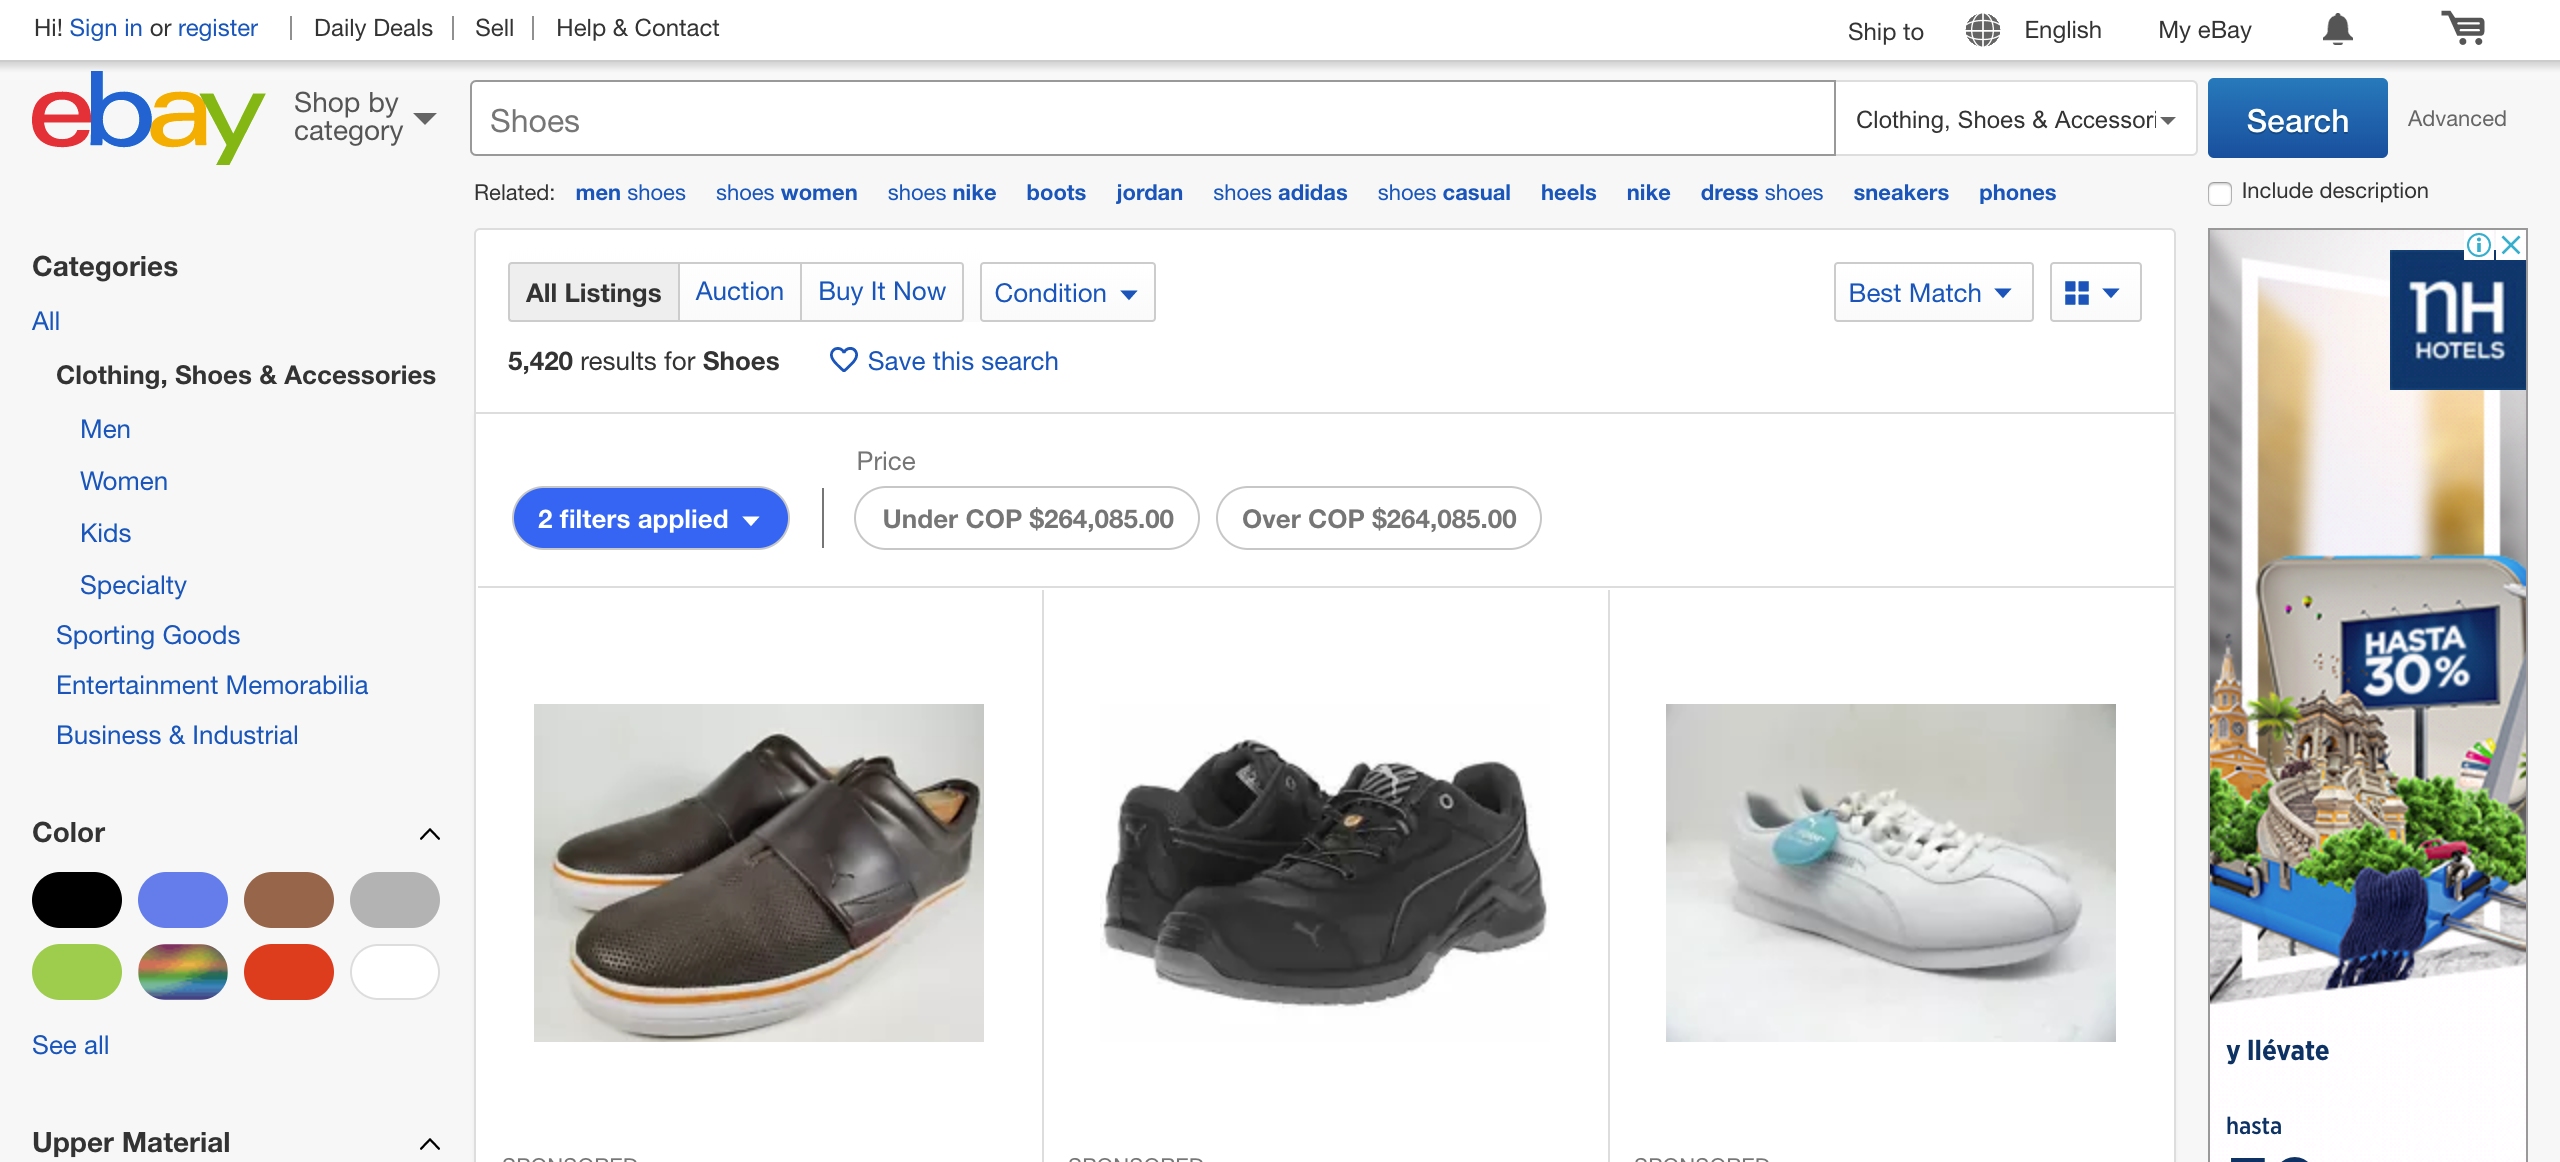 Hi! Sign in or register | Daily Deals | Sell | Help & Contact
Ship to English My eBay
ebay
Shop by category
Shoes
Clothing, Shoes & Accessori
Search
Advanced
Related: men shoes shoes women shoes nike boots jordan shoes adidas shoes casual heels nike dress shoes sneakers phones
Include description
Categories
All
Clothing, Shoes & Accessories
Men
Women
Kids
Specialty
Sporting Goods
Entertainment Memorabilia
Business & Industrial
Color
See all
Upper Material
All Listings Auction Buy It Now Condition
Best Match
5,420 results for Shoes
Save this search
Price
2 filters applied
Under COP $264,085.00
Over COP $264,085.00
SPONSORED SPONSORED SPONSORED
nH
HOTELS
HASTA
30%
y llévate
hasta